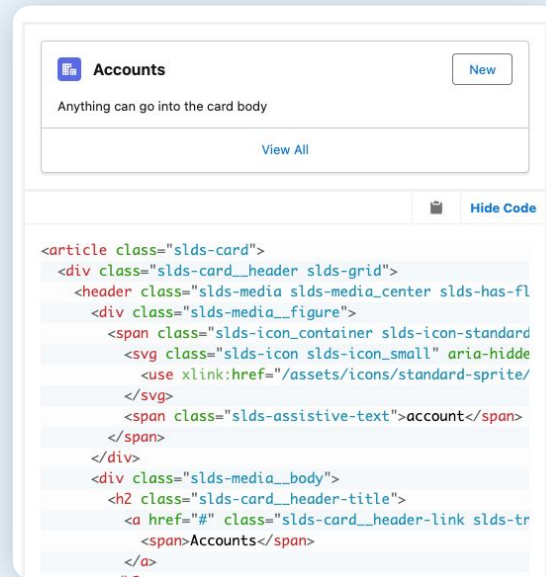 Accounts
New
Anything can go into the card body
View All
Hide Code
<article class="slds-card">
<div class="slds-card__header slds-grid">
<header class="slds-media slds-media_center slds-has-fl
<div class="slds-media__figure">
<span class="slds-icon_container slds-icon-standard
<svg class="slds-icon slds-icon_small" aria-hidde
<use xlink:href="/assets/icons/standard-sprite/
</svg>
<span class="slds-assistive-text">account</span>
</span>
</div>
<div class="slds-media__body">
<h2 class="slds-card__header-title">
<a href="#" class="slds-card__header-link slds-tr
<span>Accounts</span>
</a>